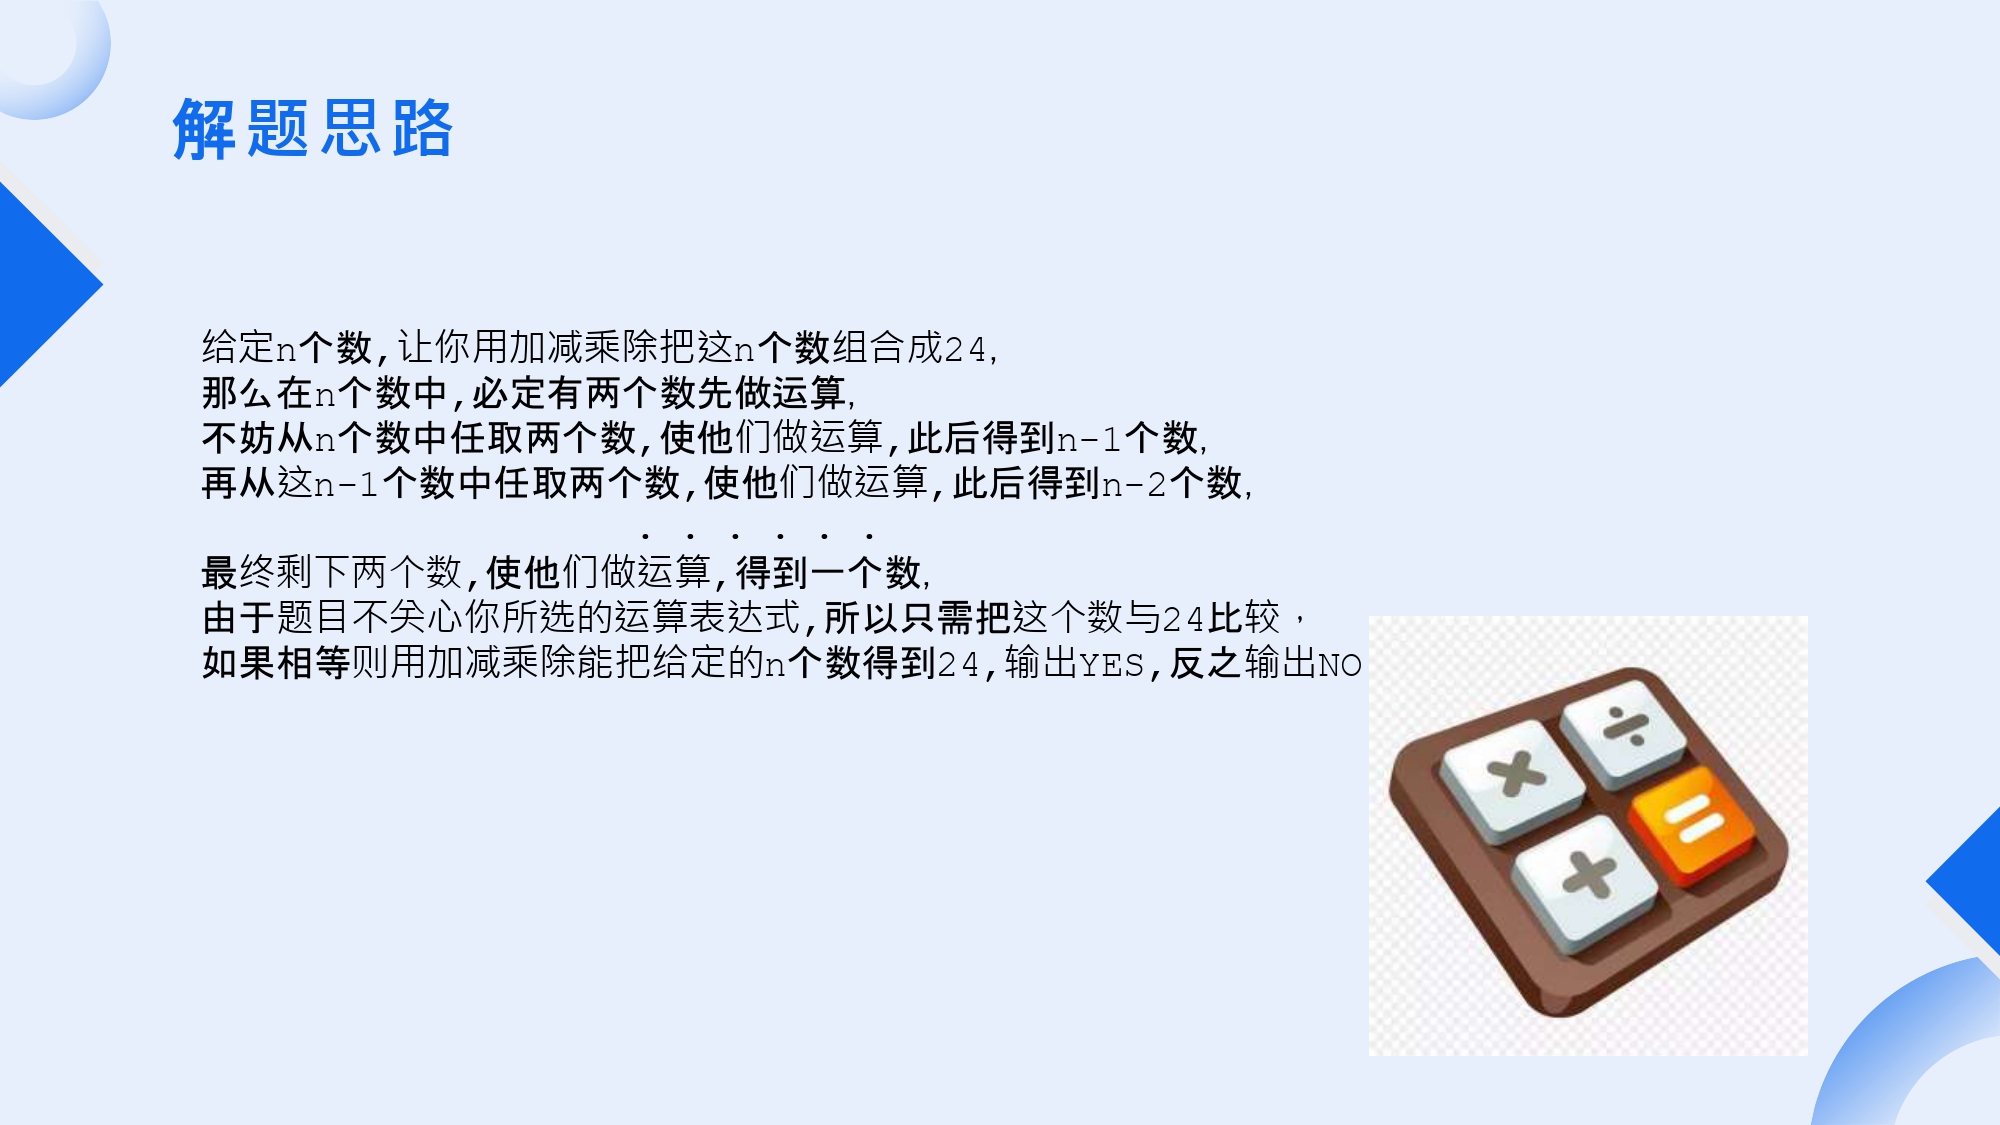 解题思路
给定n个数,让你用加减乘除把这n个数组合成24,
那么在n个数中,必定有两个数先做运算,
不妨从n个数中任取两个数,使他们做运算,此后得到n-1个数,
再从这n-1个数中任取两个数,使他们做运算,此后得到n-2个数,
. . . . . .
最终剩下两个数,使他们做运算,得到一个数,
由于题目不关心你所选的运算表达式,所以只需把这个数与24比较，
如果相等则用加减乘除能把给定的n个数得到24,输出YES,反之输出NO
× ÷
+ =